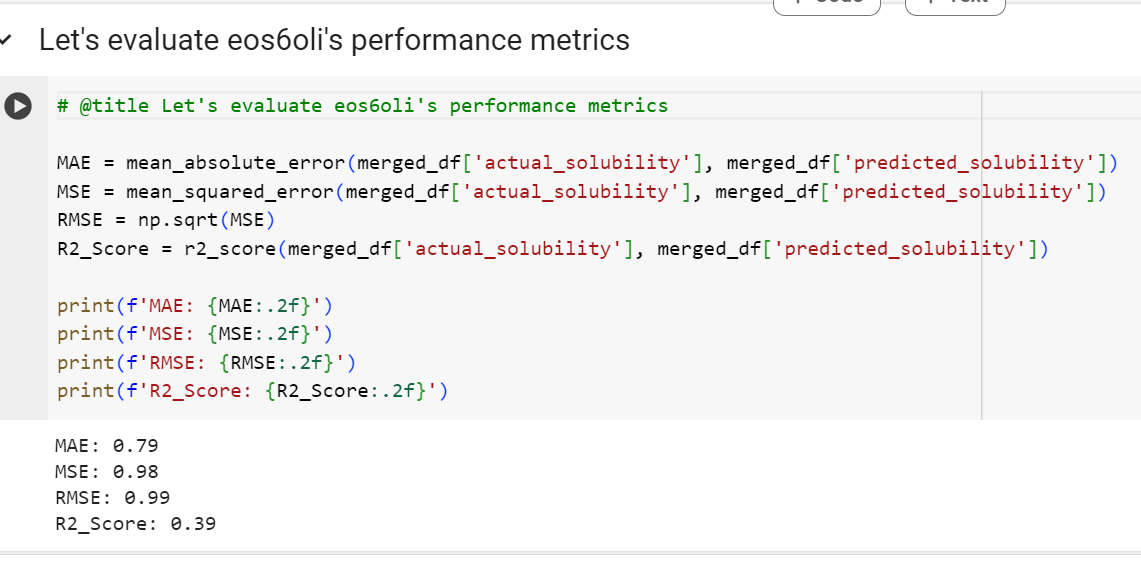 Let's evaluate eos6oli's performance metrics
# @title Let's evaluate eos6oli's performance metrics
MAE = mean_absolute_error(merged_df['actual_solubility'], merged_df['predicted_solubility'])
MSE = mean_squared_error(merged_df['actual_solubility'], merged_df['predicted_solubility'])
RMSE = np.sqrt(MSE)
R2_Score = r2_score(merged_df['actual_solubility'], merged_df['predicted_solubility'])
print(f'MAE: {MAE:.2f}')
print(f'MSE: {MSE:.2f}')
print(f'RMSE: {RMSE:.2f}')
print(f'R2_Score: {R2_Score:.2f}')
MAE: 0.79
MSE: 0.98
RMSE: 0.99
R2_Score: 0.39